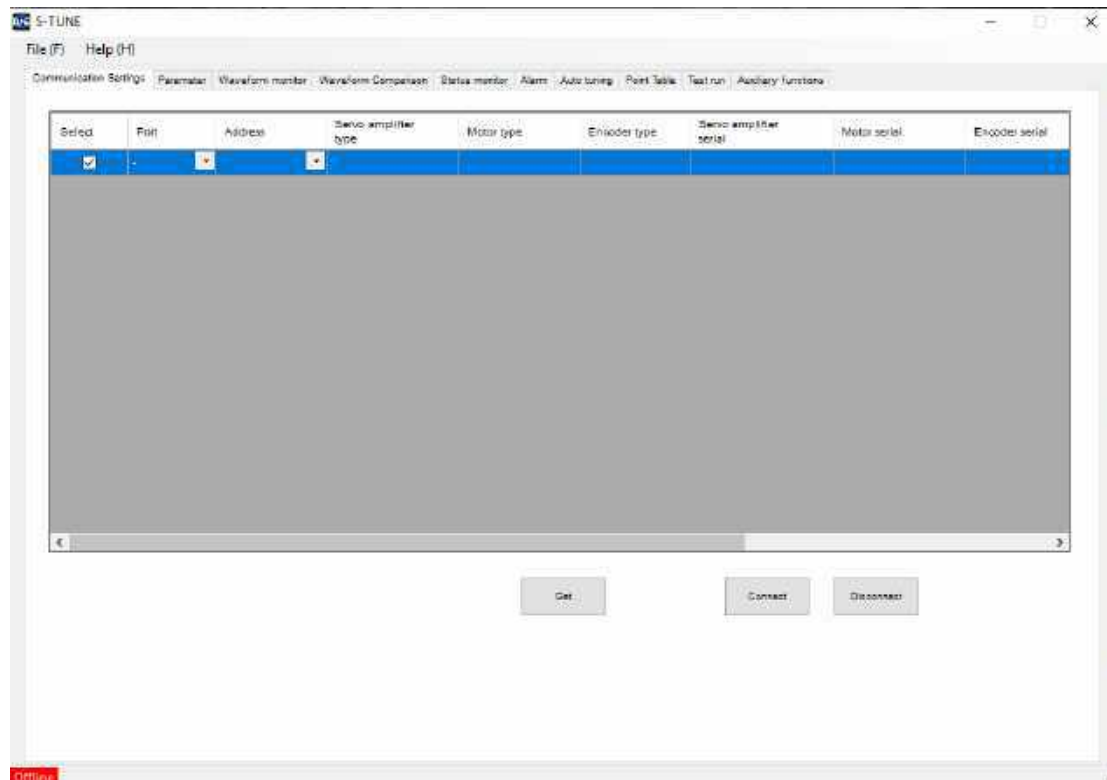 S-TUNE
File (F) Help (H)
Communication Settings Parameter Waveform monitor Waveform Comparison Status monitor Alarm Auto tuning Point Table Test run Auxiliary functions
Select Port Address Servo amplifier type Motor type Encoder type Servo amplifier serial Motor serial Encoder serial
-
Get Connect Disconnect
Offline